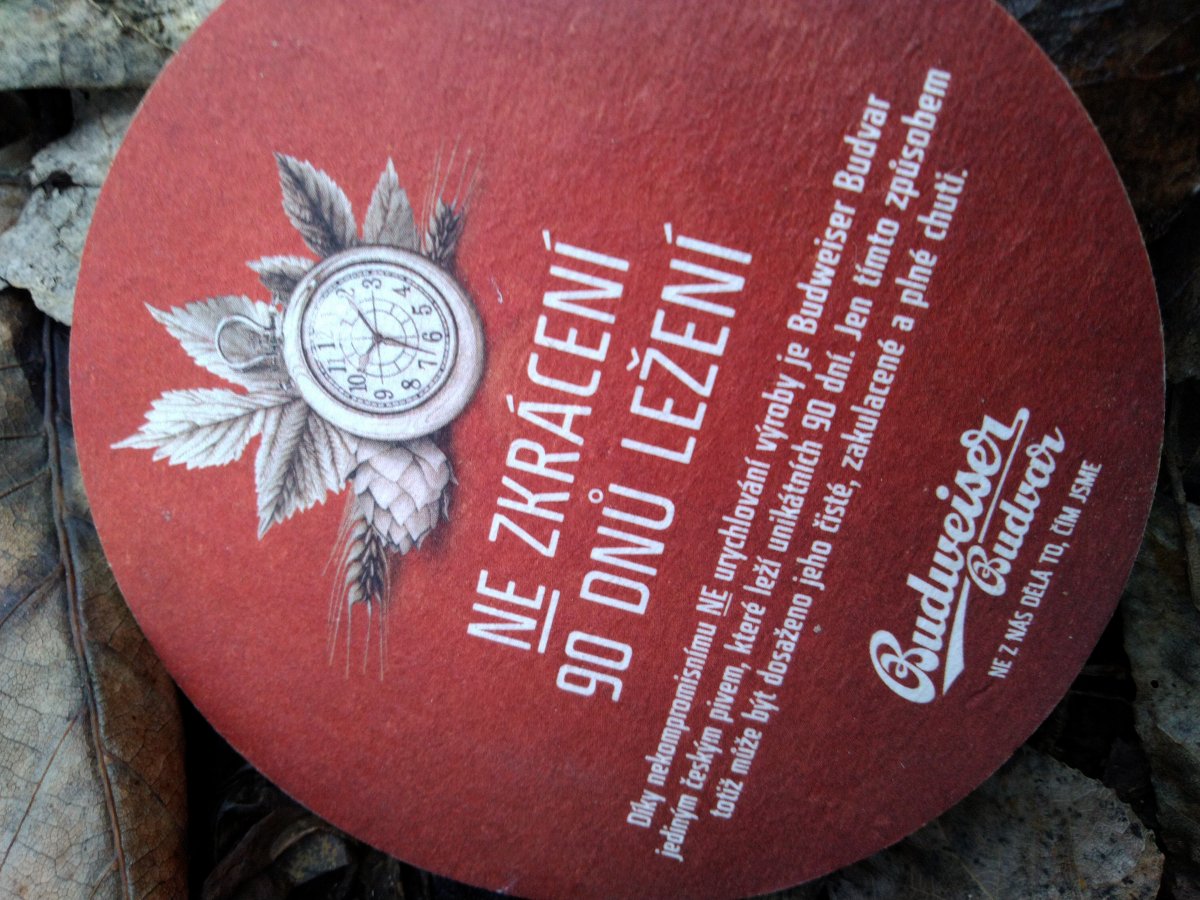 NE ZKRÁCENÍ
90 DNŮ LEŽENÍ
Díky nekompromisnímu NE urychlování výroby je Budweiser Budvar
jediným českým pivem, které leží unikátních 90 dní. Jen tímto způsobem
totiž může být dosaženo jeho čisté, zakulacené a plné chuti.
Budweiser
Budvar
NE Z NÁS DĚLÁ TO, ČÍM JSME